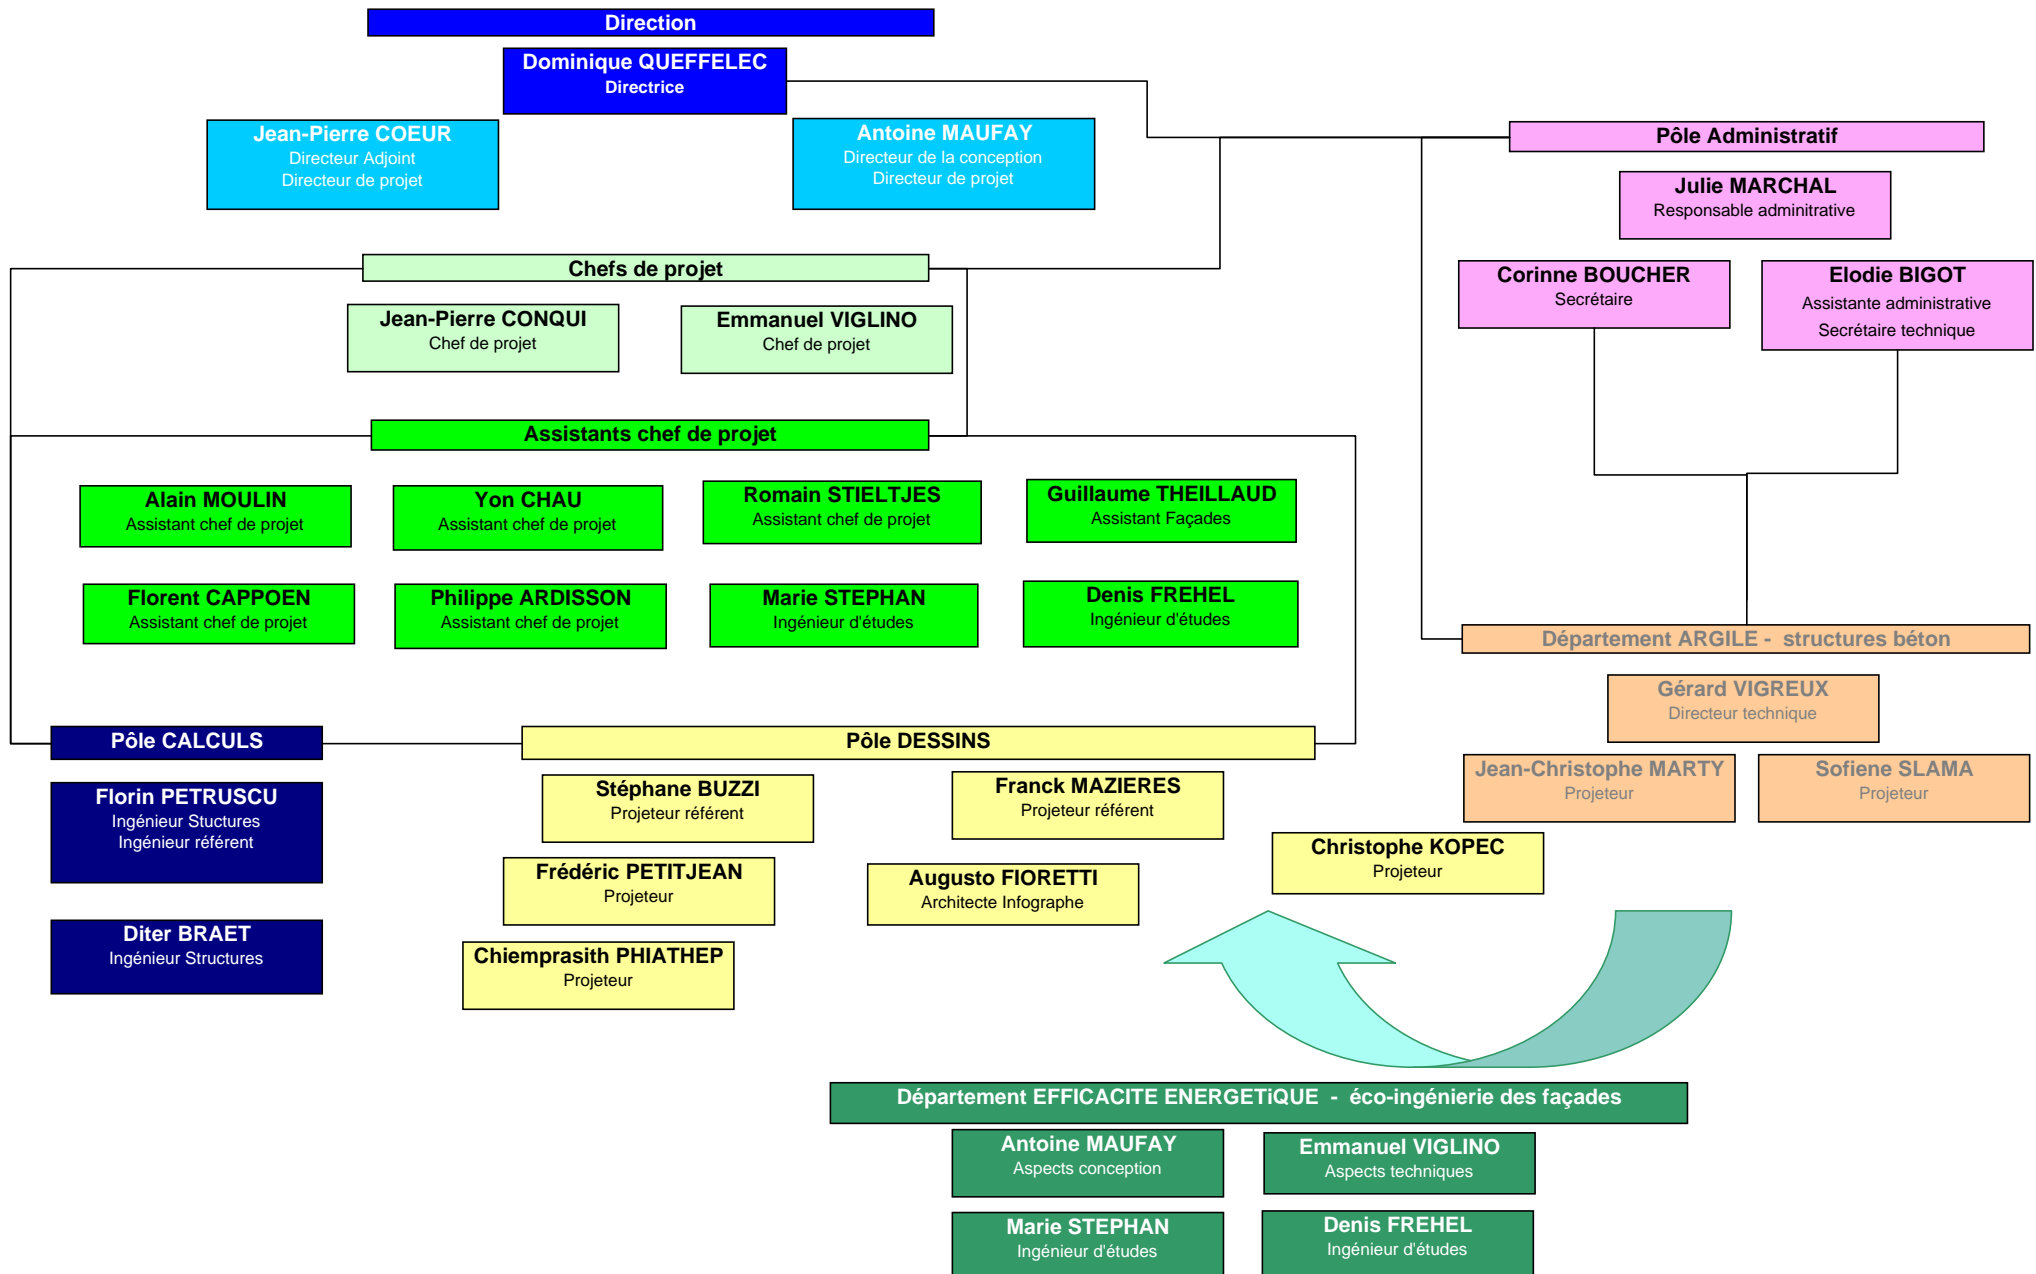 Direction
Dominique QUEFFELEC
Directrice
Jean-Pierre COEUR
Directeur Adjoint
Directeur de projet
Antoine MAUFAY
Directeur de la conception
Directeur de projet
Pôle Administratif
Julie MARCHAL
Responsable adminitrative
Corinne BOUCHER
Secrétaire
Elodie BIGOT
Assistante administrative
Secrétaire technique
Chefs de projet
Jean-Pierre CONQUI
Chef de projet
Emmanuel VIGLINO
Chef de projet
Assistants chef de projet
Alain MOULIN
Assistant chef de projet
Yon CHAU
Assistant chef de projet
Romain STIELTJES
Assistant chef de projet
Guillaume THEILLAUD
Assistant Façades
Florent CAPPOEN
Assistant chef de projet
Philippe ARDISSON
Assistant chef de projet
Marie STEPHAN
Ingénieur d'études
Denis FREHEL
Ingénieur d'études
Département ARGILE -  structures béton
Gérard VIGREUX
Directeur technique
Jean-Christophe MARTY
Projeteur
Sofiene SLAMA
Projeteur
Pôle CALCULS
Florin PETRUSCU
Ingénieur Stuctures
Ingénieur référent
Diter BRAET
Ingénieur Structures
Pôle DESSINS
Stéphane BUZZI
Projeteur référent
Franck MAZIERES
Projeteur référent
Christophe KOPEC
Projeteur
Frédéric PETITJEAN
Projeteur
Augusto FIORETTI
Architecte Infographe
Chiemprasith PHIATHEP
Projeteur
Département EFFICACITE ENERGETiQUE  -  éco-ingénierie des façades
Antoine MAUFAY
Aspects conception
Emmanuel VIGLINO
Aspects techniques
Marie STEPHAN
Ingénieur d'études
Denis FREHEL
Ingénieur d'études